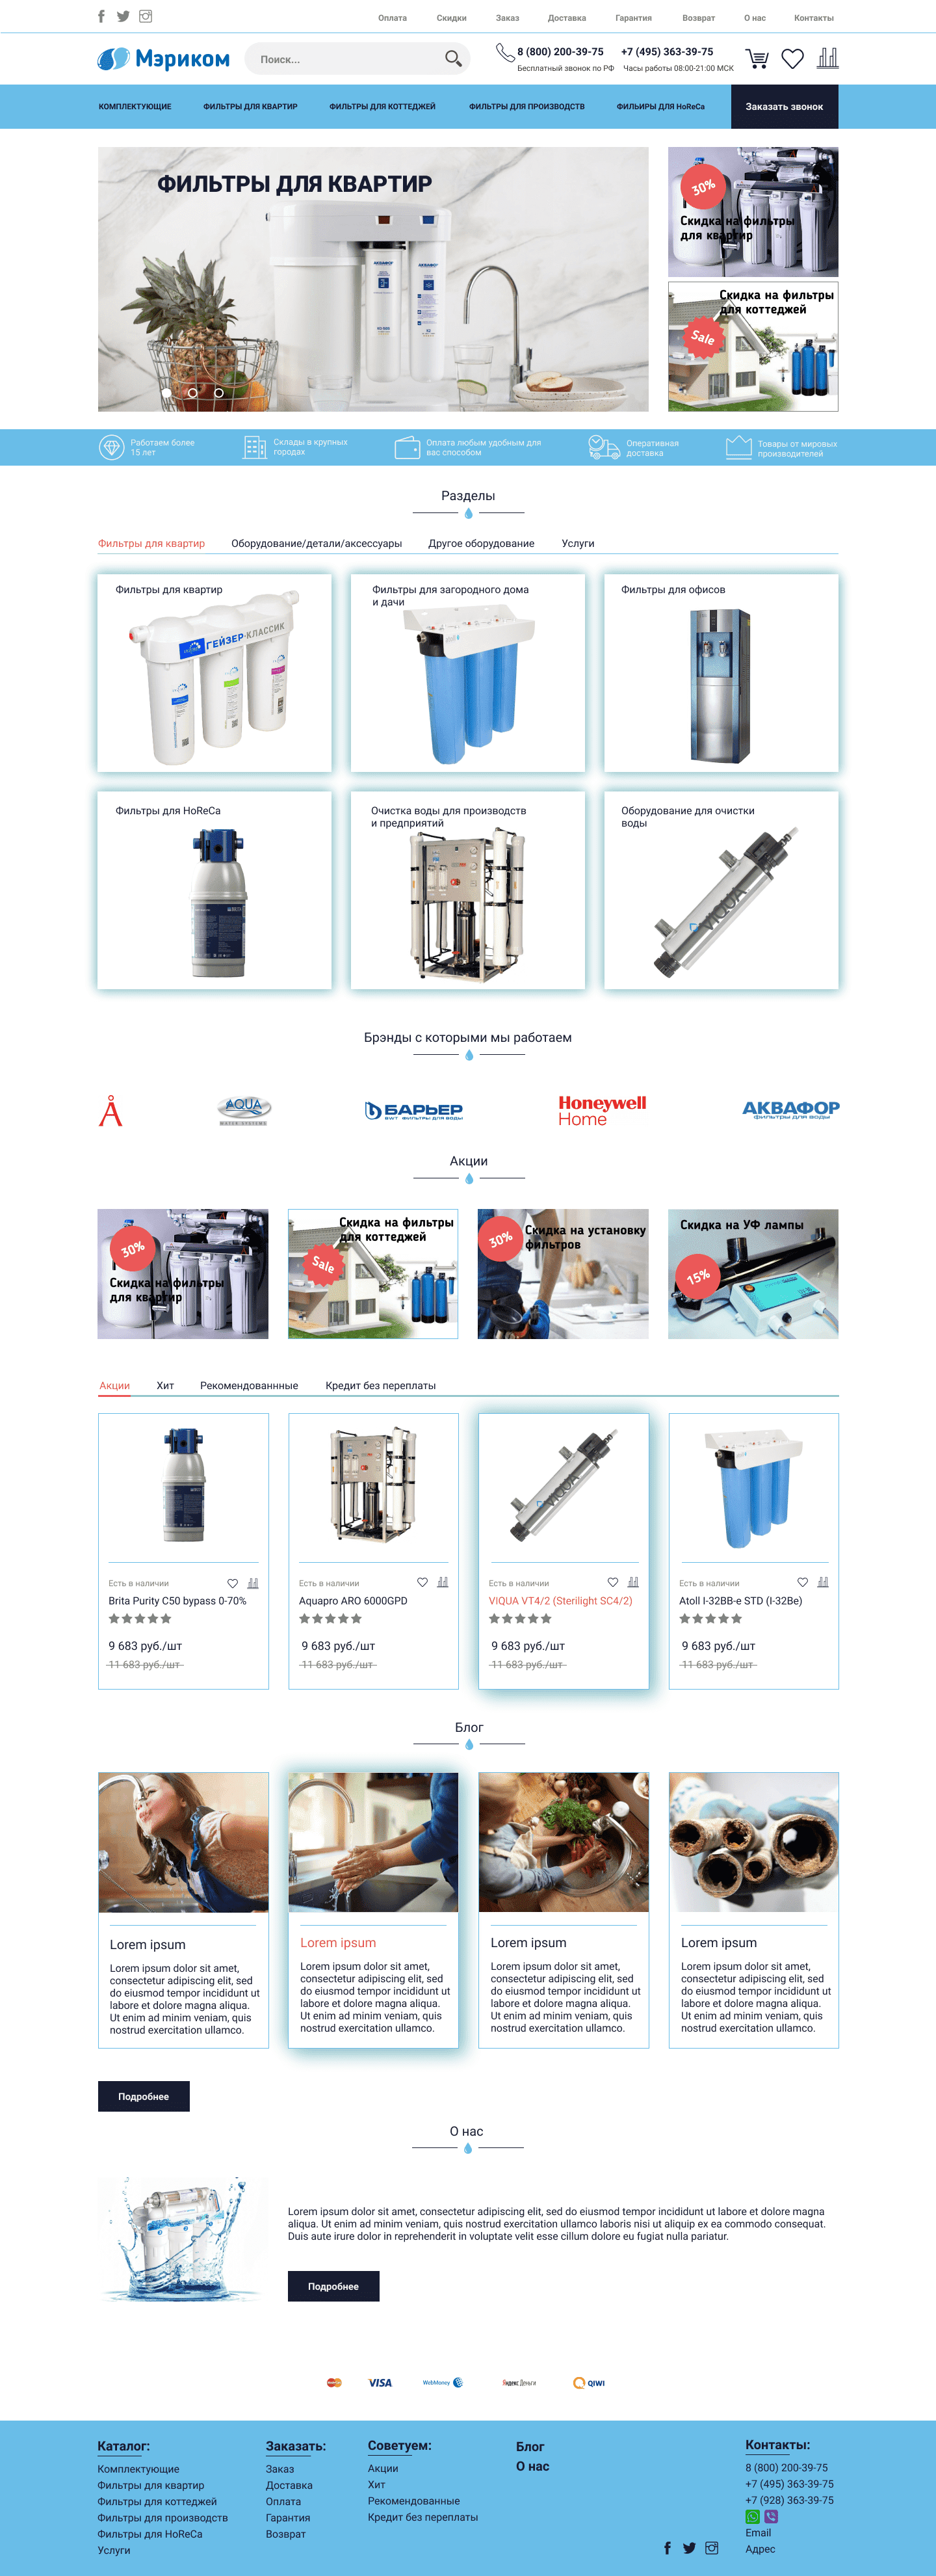 Оплата Скидки Заказ Доставка Гарантия Возврат О нас Контакты
Мэриком
Поиск...
8 (800) 200-39-75 +7 (495) 363-39-75
Бесплатный звонок по РФ Часы работы 08:00-21:00 МСК
КОМПЛЕКТУЮЩИЕ ФИЛЬТРЫ ДЛЯ КВАРТИР ФИЛЬТРЫ ДЛЯ КОТТЕДЖЕЙ ФИЛЬТРЫ ДЛЯ ПРОИЗВОДСТВ ФИЛЬИРЫ ДЛЯ HoReCa Заказать звонок
ФИЛЬТРЫ ДЛЯ КВАРТИР
АКВАФОР АКВАФОР
30%
Скидка на фильтры
для квартир
Скидка на фильтры
для коттеджей
Sale
Работаем более
15 лет
Склады в крупных
городах
Оплата любым удобным для
вас способом
Оперативная
доставка
Товары от мировых
производителей
Разделы
Фильтры для квартир Оборудование/детали/аксессуары Другое оборудование Услуги
Фильтры для квартир
ГЕЙЗЕР-КЛАССИК
Фильтры для загородного дома
и дачи
Фильтры для офисов
Фильтры для HoReCa
Очистка воды для производств
и предприятий
Оборудование для очистки
воды
VIQUA
Брэнды с которыми мы работаем
AQUA
WATER SYSTEMS
БАРЬЕР
ФИЛЬТРЫ ДЛЯ ВОДЫ
Honeywell
Home
АКВАФОР
ФИЛЬТРЫ ДЛЯ ВОДЫ
Акции
30%
Скидка на фильтры
для квартир
Скидка на фильтры
для коттеджей
Sale
30%
Скидка на установку
фильтров
Скидка на УФ лампы
15%
Акции Хит Рекомендованнные Кредит без переплаты
VIQUA
Есть в наличии
Brita Purity C50 bypass 0-70%
9 683 руб./шт
11 683 руб./шт
Есть в наличии
Aquapro ARO 6000GPD
9 683 руб./шт
11 683 руб./шт
Есть в наличии
VIQUA VT4/2 (Sterilight SC4/2)
9 683 руб./шт
11 683 руб./шт
Есть в наличии
Atoll I-32BB-e STD (I-32Be)
9 683 руб./шт
11 683 руб./шт
Блог
Lorem ipsum
Lorem ipsum dolor sit amet,
consectetur adipiscing elit, sed
do eiusmod tempor incididunt ut
labore et dolore magna aliqua.
Ut enim ad minim veniam, quis
nostrud exercitation ullamco.
Lorem ipsum
Lorem ipsum dolor sit amet,
consectetur adipiscing elit, sed
do eiusmod tempor incididunt ut
labore et dolore magna aliqua.
Ut enim ad minim veniam, quis
nostrud exercitation ullamco.
Lorem ipsum
Lorem ipsum dolor sit amet,
consectetur adipiscing elit, sed
do eiusmod tempor incididunt ut
labore et dolore magna aliqua.
Ut enim ad minim veniam, quis
nostrud exercitation ullamco.
Lorem ipsum
Lorem ipsum dolor sit amet,
consectetur adipiscing elit, sed
do eiusmod tempor incididunt ut
labore et dolore magna aliqua.
Ut enim ad minim veniam, quis
nostrud exercitation ullamco.
Подробнее
О нас
Lorem ipsum dolor sit amet, consectetur adipiscing elit, sed do eiusmod tempor incididunt ut labore et dolore magna
aliqua. Ut enim ad minim veniam, quis nostrud exercitation ullamco laboris nisi ut aliquip ex ea commodo consequat.
Duis aute irure dolor in reprehenderit in voluptate velit esse cillum dolore eu fugiat nulla pariatur.
Подробнее
VISA WebMoney Яндекс Деньги QIWI
Каталог:
Комплектующие
Фильтры для квартир
Фильтры для коттеджей
Фильтры для производств
Фильтры для HoReCa
Услуги
Заказать:
Заказ
Доставка
Оплата
Гарантия
Возврат
Советуем:
Акции
Хит
Рекомендованные
Кредит без переплаты
Блог
О нас
Контакты:
8 (800) 200-39-75
+7 (495) 363-39-75
+7 (928) 363-39-75
Email
Адрес